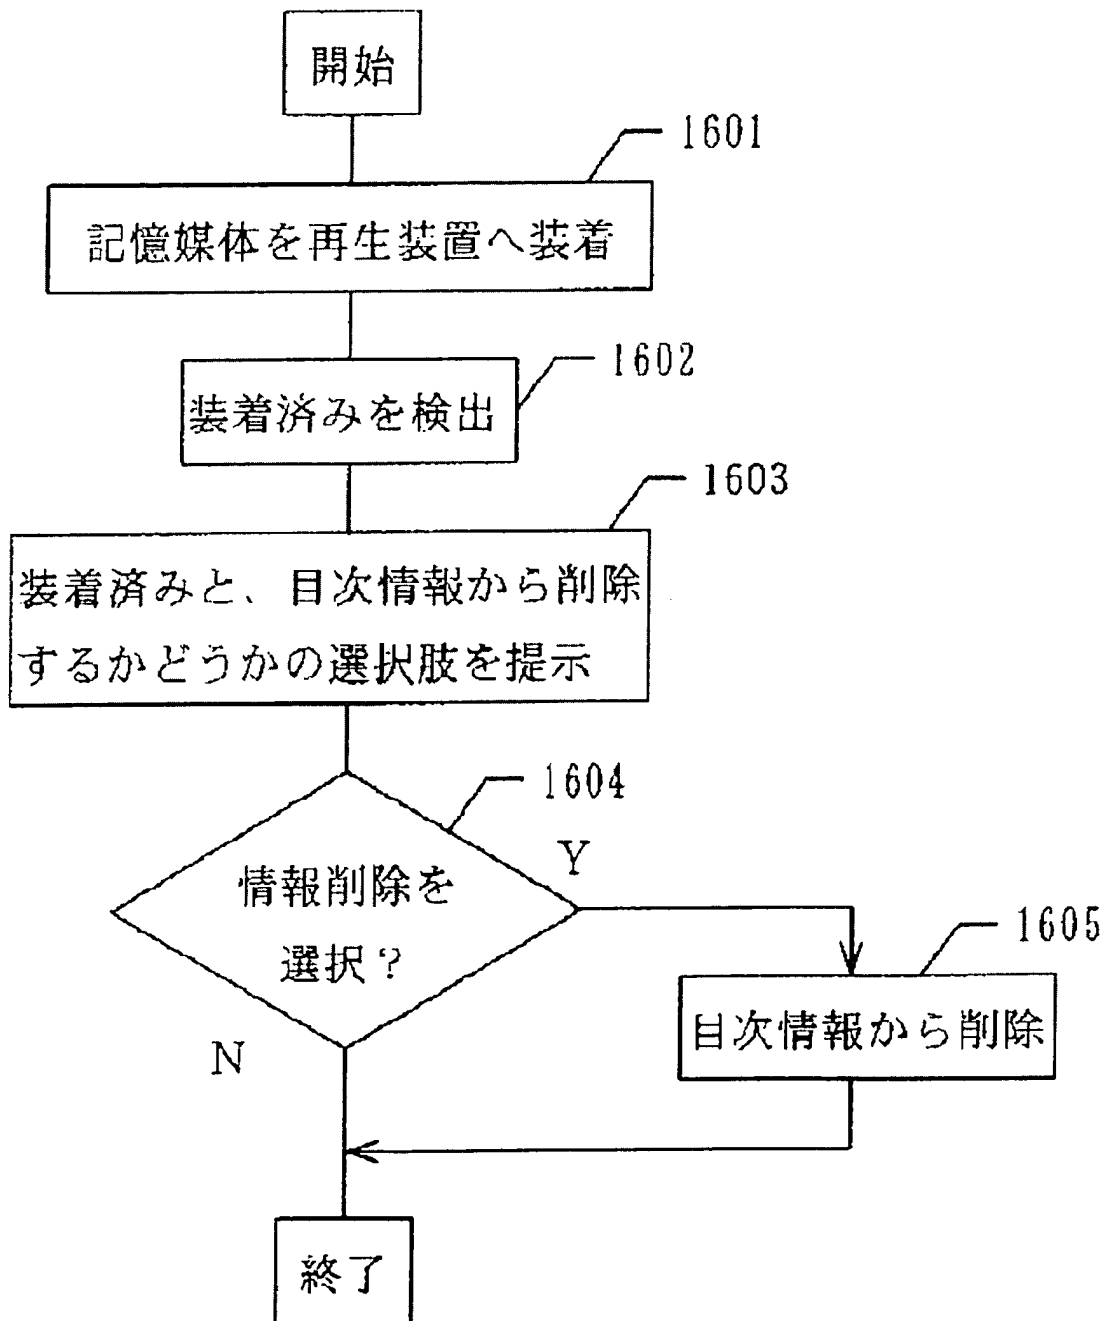 開始
1601
記憶媒体を再生装置へ装着
1602
装着済みを検出
1603
装着済みと、目次情報から削除
するかどうかの選択肢を提示
1604
情報削除を
選択？
Y
1605
目次情報から削除
N
終了